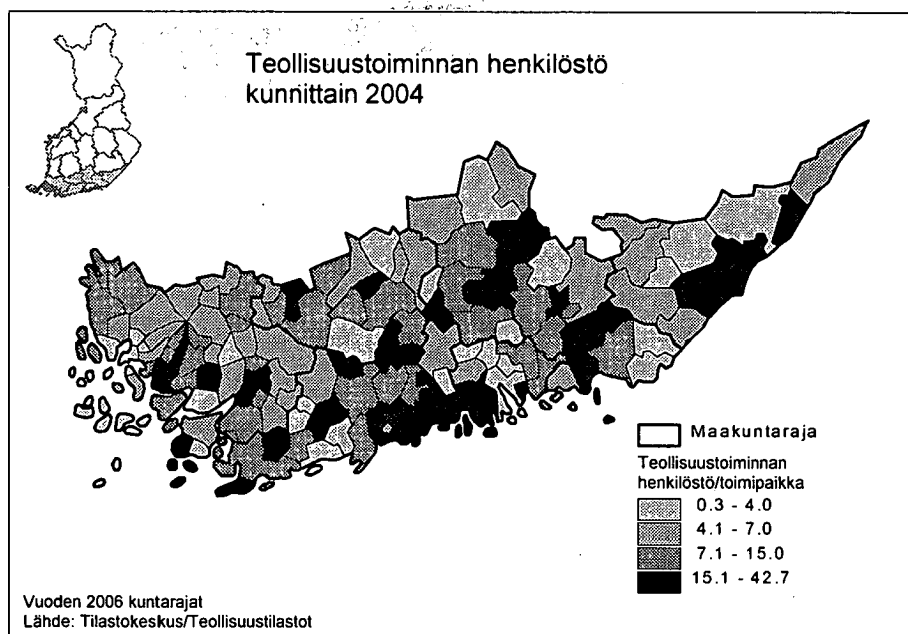 Teollisuustoiminnan henkilöstö
kunnittain 2004
Maakuntaraja
Teollisuustoiminnan
henkilöstö/toimipaikka
0.3 - 4.0
4.1 - 7.0
7.1 - 15.0
15.1 - 42.7
Vuoden 2006 kuntarajat
Lähde: Tilastokeskus/Teollisuustilastot